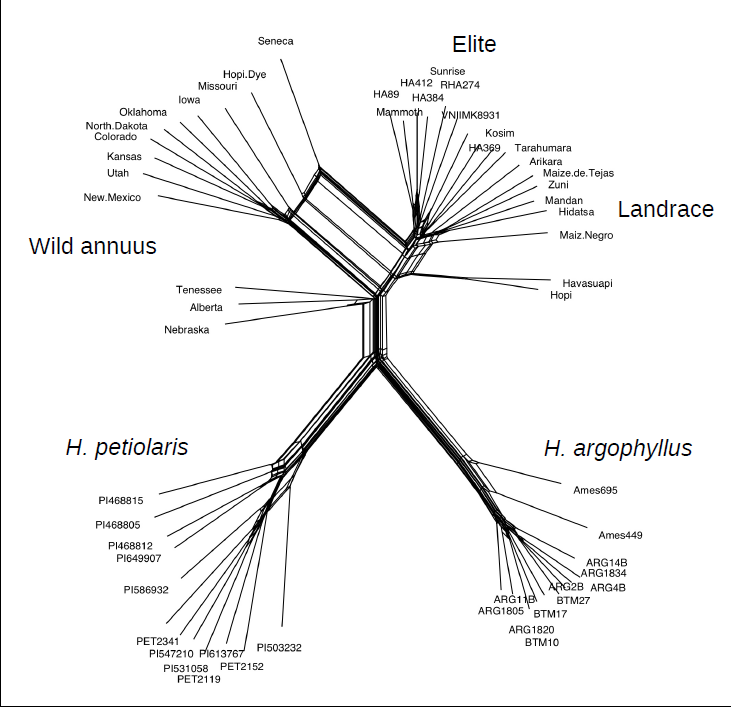 Seneca
Elite
Hopi.Dye
Missouri
Iowa
Oklahoma
North.Dakota
Colorado
Kansas
Utah
New.Mexico
Sunrise
HA412
RHA274
HA89
HA384
Mammoth
VNIIMK8931
Kosim
HA369
Tarahumara
Arikara
Maize.de.Tejas
Zuni
Mandan
Hidatsa
Landrace
Maiz.Negro
Wild annuus
Havasuapi
Hopi
Tenessee
Alberta
Nebraska
H. petiolaris
H. argophyllus
PI468815
PI468805
PI468812
PI649907
PI586932
PET2341
PI547210
PI531058
PET2119
PI613767
PET2152
PI503232
Ames695
Ames449
ARG14B
ARG1834
ARG2B
ARG4B
BTM27
ARG11B
ARG1805
BTM17
ARG1820
BTM10